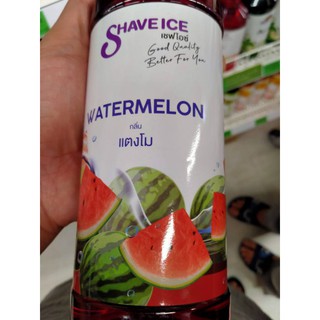 SHAVE ICE
เชฟไอซ์
Good Quality
Better For You
WATERMELON
กลิ่น
แตงโม